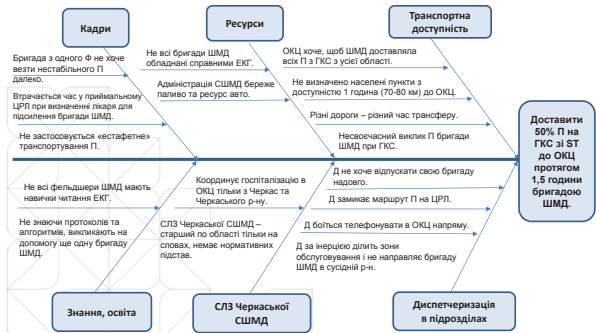 Кадри
Ресурси
Транспортна
доступність
Бригада з одного Ф не хоче
везти нестабільного П
далеко.
Втрачається час у приймальному
ЦРЛ при визначені лікаря для
підсилення бригади ШМД.
Не застосовується «естафетне»
транспортування П.
Не всі бригади ШМД
обладнані справними ЕКГ.
Адміністрація СШМД береже
паливо та ресурс авто.
ОКЦ хоче, щоб ШМД доставляла
всіх П з ГКС з усієї області.
Не визначено населені пункти з
доступністю 1 година (70-80 км) до ОКЦ.
Різні дороги – різний час трансферу.
Несвоєчасний виклик П бригади
ШМД при ГКС.
Доставити
50% П на
ГКС зі ST
до ОКЦ
протягом
1,5 години
бригадою
ШМД.
Не всі фельдшери ШМД мають
навички читання ЕКГ.
Не знаючи протоколів та
алгоритмів, викликають на
допомогу ще одну бригаду
ШМД.
Координує госпіталізацію в
ОКЦ тільки з Черкас та
Черкаського р-ну.
СЛЗ Черкаської СШМД –
старший по області тільки на
словах, немає нормативних
підстав.
Д не хоче відпускати свою бригаду
надовго.
Д замикає маршрут П на ЦРЛ.
Д боїться телефонувати в ОКЦ напряму.
Д за інерцією ділить зони
обслуговування і не направляє бригаду
ШМД в сусідній р-н.
Знання, освіта
СЛЗ Черкаської
СШМД
Диспетчеризація
в підрозділах